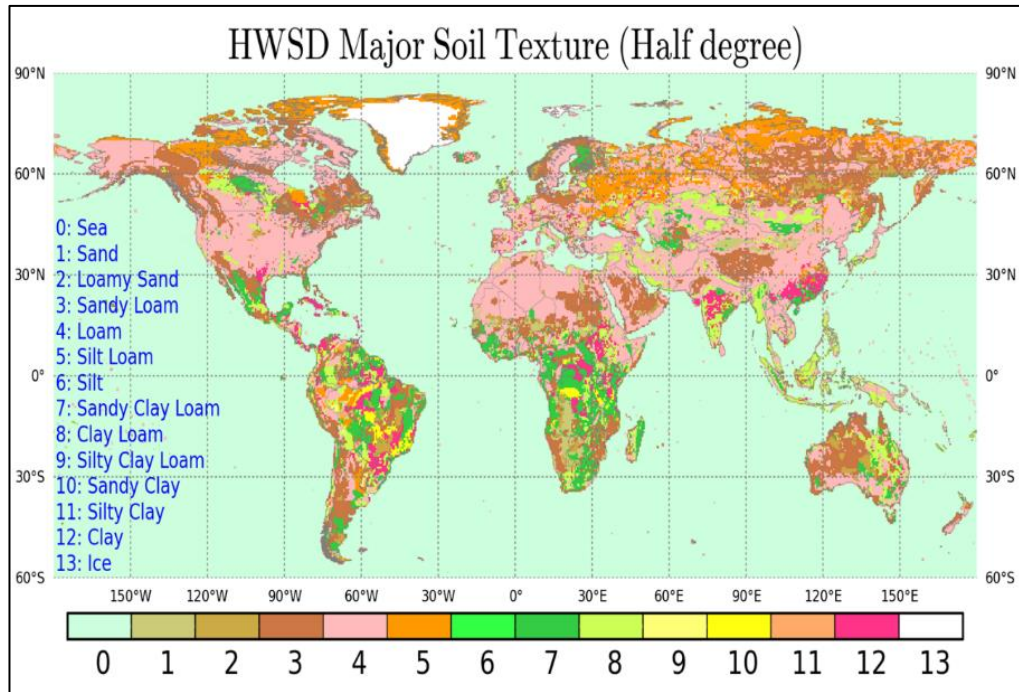 HWSD Major Soil Texture (Half degree)
90°N 90°N
60°N 60°N
0: Sea
1: Sand
30°N 30°N
2: Loamy Sand
3: Sandy Loam
4: Loam
5: Silt Loam
0° 0°
6: Silt
7: Sandy Clay Loam
8: Clay Loam
9: Silty Clay Loam
30°S 30°S
10: Sandy Clay
11: Silty Clay
12: Clay
13: Ice
60°S 60°S
150°W 120°W 90°W 60°W 30°W 0° 30°E 60°E 90°E 120°E 150°E
0 1 2 3 4 5 6 7 8 9 10 11 12 13